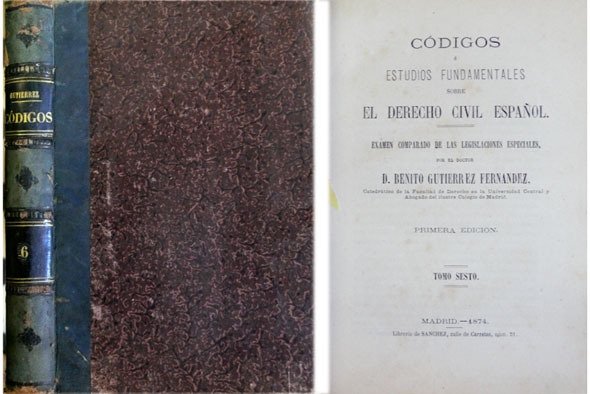 GUTIERREZ
CÓDIGOS
6
CÓDIGOS
Ó
ESTUDIOS FUNDAMENTALES
SOBRE
EL DERECHO CIVIL ESPAÑOL.
EXAMEN COMPARADO DE LAS LEGISLACIONES ESPECIALES,
POR EL DOCTOR
D. BENITO GUTIERREZ FERNANDEZ.
Catedrático de la Facultad de Derecho en la Universidad Central y
Abogado del ilustre Colegio de Madrid.
PRIMERA EDICION.
TOMO SESTO.
MADRID.—1874.
Librería de SANCHEZ, calle de Carretas, núm. 21.